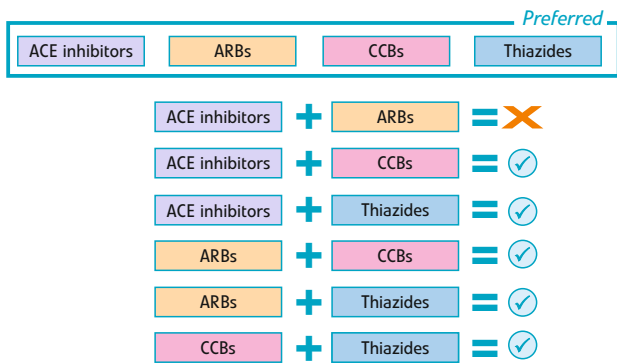 Preferred
ACE inhibitors ARBs CCBs Thiazides
ACE inhibitors + ARBs =
ACE inhibitors + CCBs =
ACE inhibitors + Thiazides =
ARBs + CCBs =
ARBs + Thiazides =
CCBs + Thiazides =